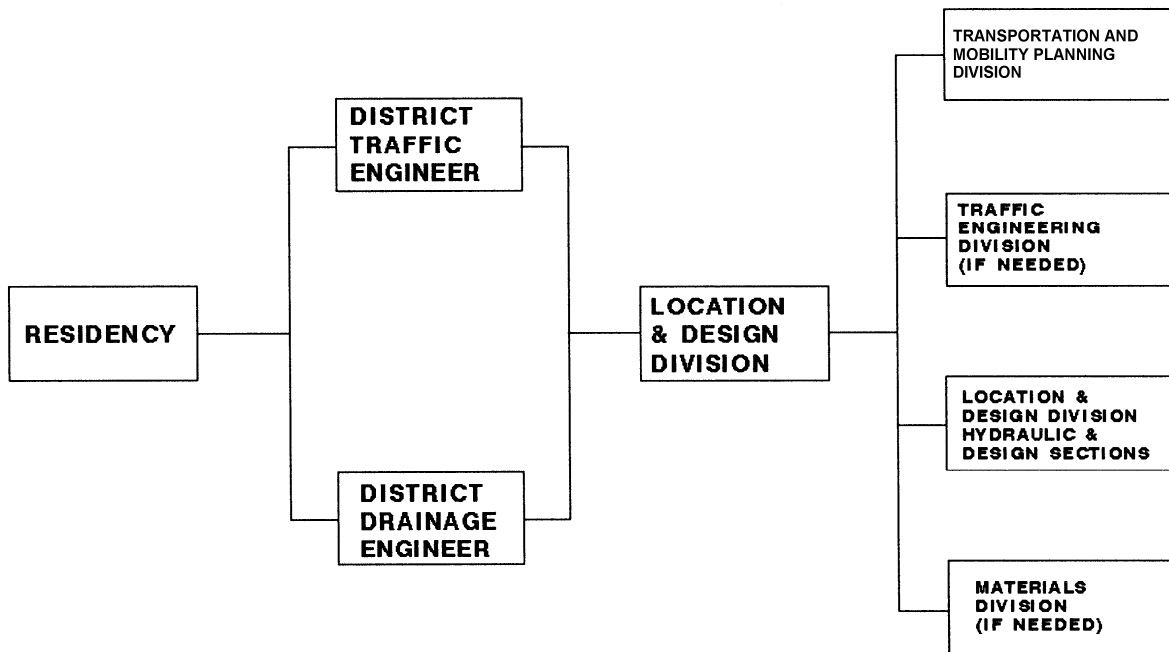 RESIDENCY
DISTRICT
TRAFFIC
ENGINEER
DISTRICT
DRAINAGE
ENGINEER
LOCATION
& DESIGN
DIVISION
TRANSPORTATION AND
MOBILITY PLANNING
DIVISION
TRAFFIC
ENGINEERING
DIVISION
(IF NEEDED)
LOCATION &
DESIGN DIVISION
HYDRAULIC &
DESIGN SECTIONS
MATERIALS
DIVISION
(IF NEEDED)